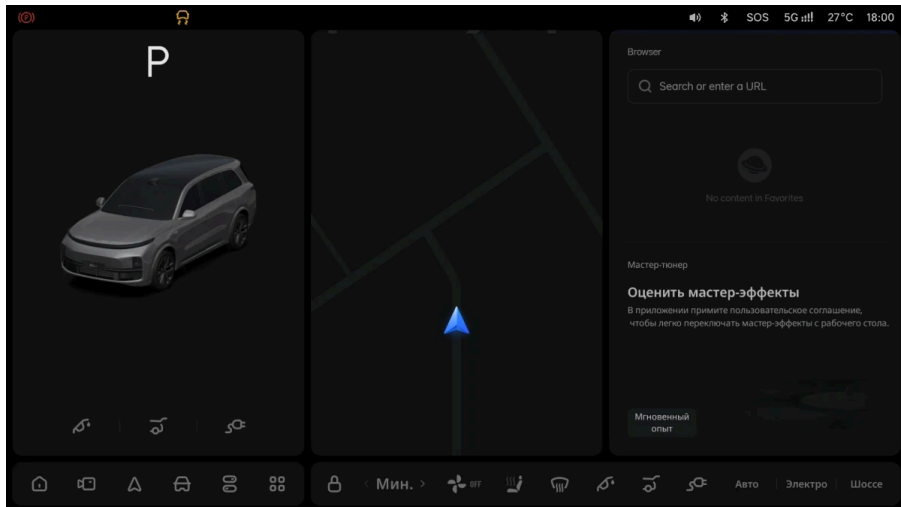 (P)
SOS
5G
27°C
18:00
P
Browser
Search or enter a URL
No content in Favorites
Мастер-тюнер
Оценить мастер-эффекты
В приложении примите пользовательское соглашение,
чтобы легко переключать мастер-эффекты с рабочего стола.
Мгновенный
опыт
Мин.
OFF
Авто
Электро
Шоссе